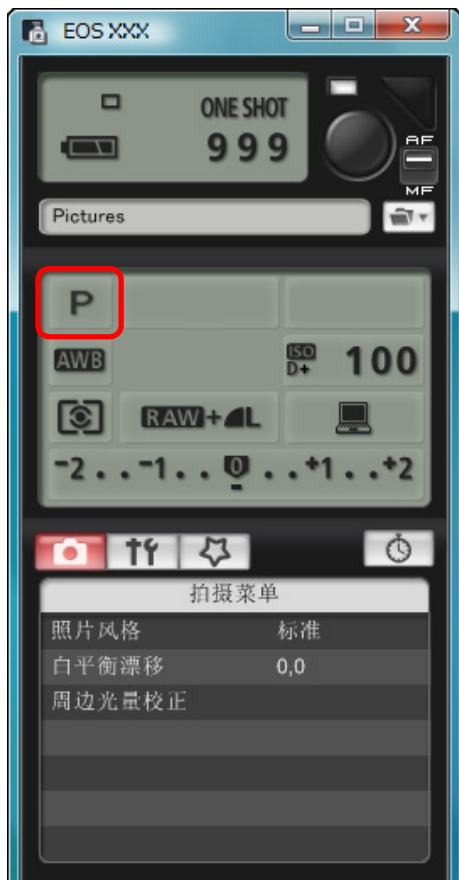 EOS XXX
ONE SHOT
999
AF
MF
Pictures
P
AWB
ISO
D+ 100
RAW+L
-2..-1..0..+1..+2
拍摄菜单
照片风格 标准
白平衡漂移 0,0
周边光量校正